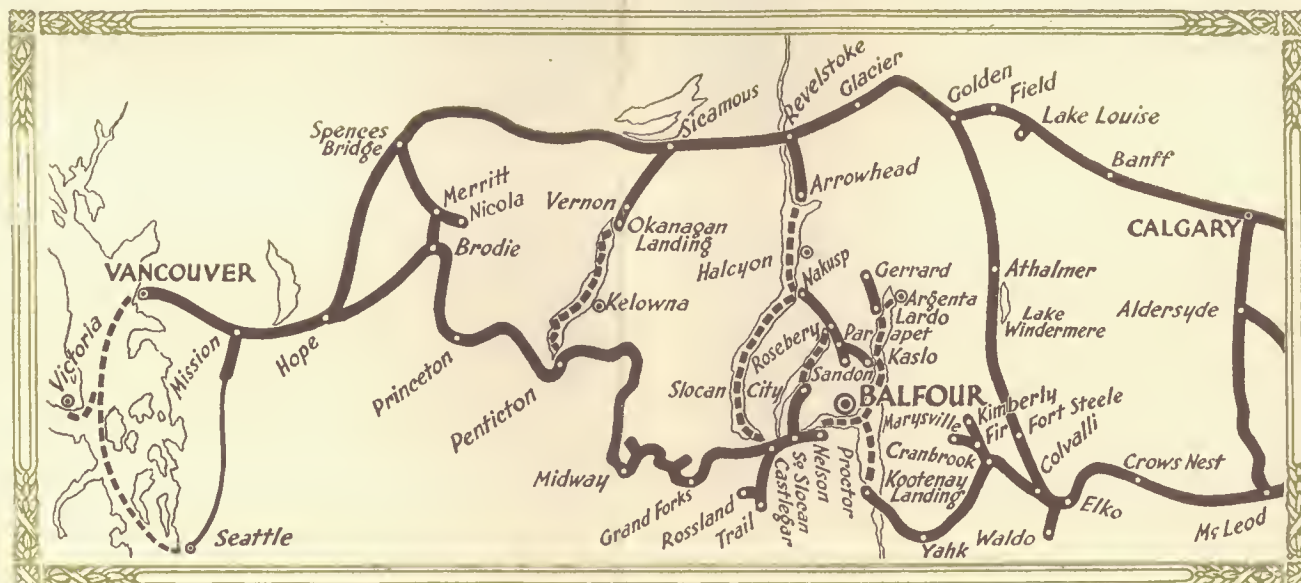 Spences
Bridge
Merritt
Nicola
Brodie
VANCOUVER
Victoria
Mission
Hope
Seattle
Princeton
Penticton
Vernon
Okanagan
Landing
Kelowna
Sicamous
Revelstoke
Glacier
Arrowhead
Halcyon
Nakusp
Gerrard
Argenta
Lardo
Rosebery
Par
apet
Kaslo
Sandon
Slocan City
BALFOUR
Midway
Grand Forks
Rossland
Trail
Castlegar
So Slocan
Nelson
Proctor
Kootenay
Landing
Golden
Field
Lake Louise
Banff
CALGARY
Athalmer
Lake
Windermere
Aldersyde
Marysville
Kimberly
Fir
Fort Steele
Cranbrook
Colvalli
Yahk
Waldo
Elko
Crows Nest
Mc Leod